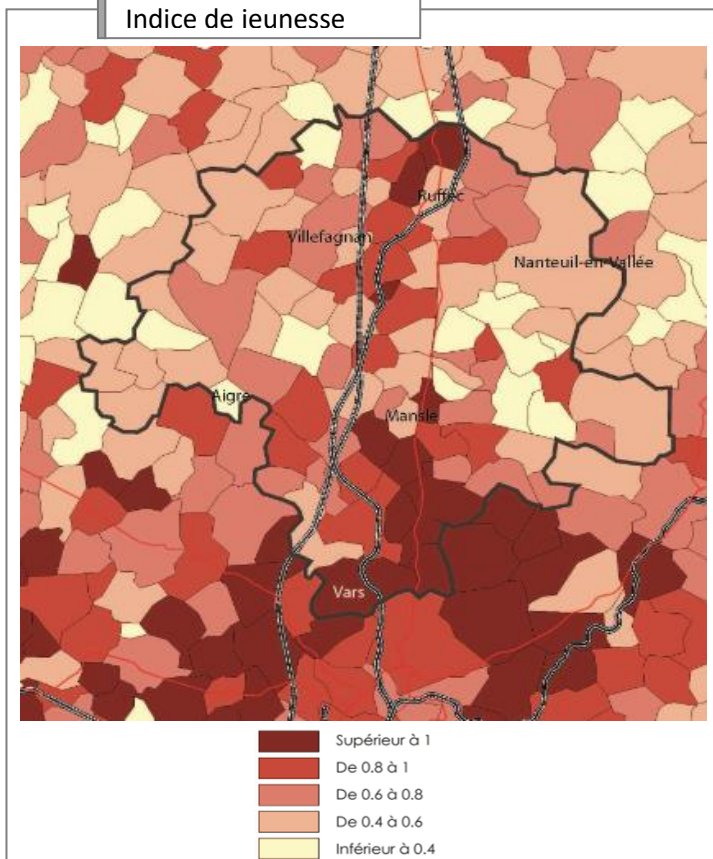 Indice de ieunesse
Ruffec
Villefagnan
Nanteuil-en-Vallée
Aigre
Mansle
Vars
Supérieur à 1
De 0.8 à 1
De 0.6 à 0.8
De 0.4 à 0.6
Inférieur à 0.4